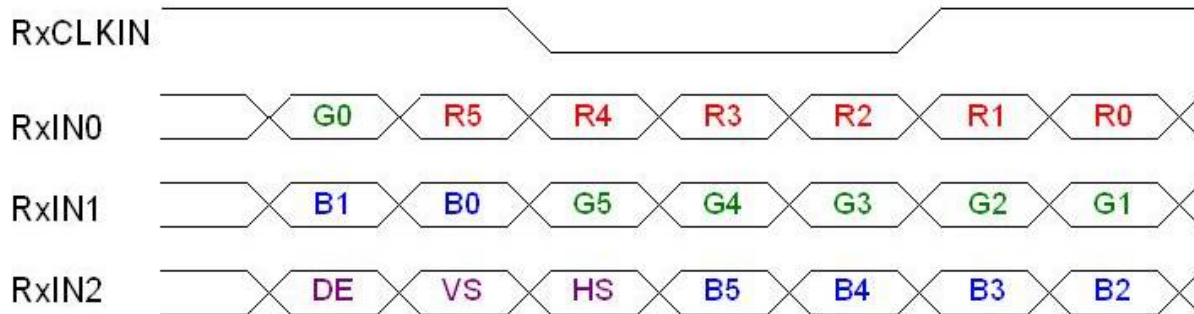 RxCLKIN
RxIN0 G0 R5 R4 R3 R2 R1 R0
RxIN1 B1 B0 G5 G4 G3 G2 G1
RxIN2 DE VS HS B5 B4 B3 B2